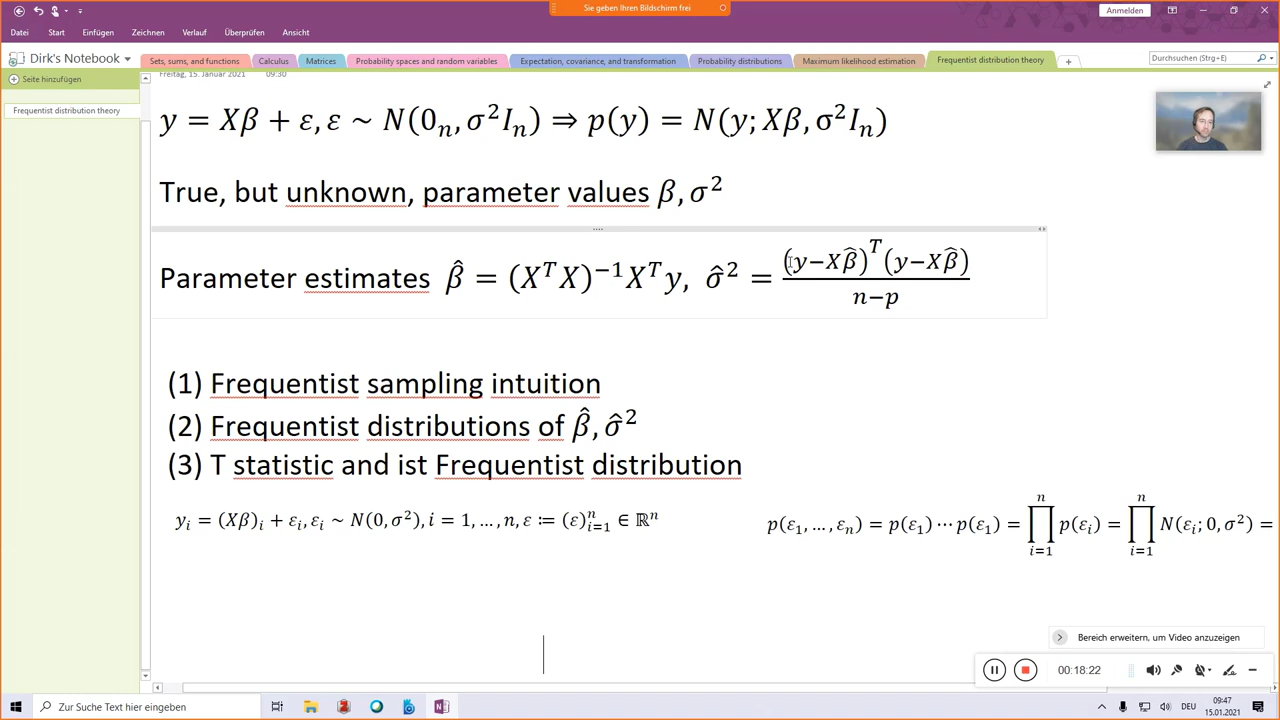 Sie geben Ihren Bildschirm frei
Anmelden
Datei Start Einfügen Zeichnen Verlauf Überprüfen Ansicht
Dirk's Notebook
Sets, sums, and functions Calculus Matrices Probability spaces and random variables Expectation, covariance, and transformation Probability distributions Maximum likelihood estimation Frequentist distribution theory +
Durchsuchen (Strg+E)
Seite hinzufügen
Freitag, 15. Januar 2021 09:30
Frequentist distribution theory
y = Xβ + ε, ε ~ N(0ₙ, σ²Iₙ) ⇒ p(y) = N(y; Xβ, σ²Iₙ)
True, but unknown, parameter values β, σ²
Parameter estimates β̂ = (XᵀX)⁻¹Xᵀy, σ̂² = (y−Xβ̂)ᵀ(y−Xβ̂) / n−p
(1) Frequentist sampling intuition
(2) Frequentist distributions of β̂, σ̂²
(3) T statistic and ist Frequentist distribution
yᵢ = (Xβ)ᵢ + εᵢ, εᵢ ~ N(0, σ²), i = 1, ..., n, ε ≔ (ε)ᵢ₌₁ⁿ ∈ ℝⁿ
p(ε₁, ..., εₙ) = p(ε₁) ⋯ p(ε₁) = ∏ᵢ₌₁ⁿ p(εᵢ) = ∏ᵢ₌₁ⁿ N(εᵢ; 0, σ²) =
Bereich erweitern, um Video anzuzeigen
00:18:22
Zur Suche Text hier eingeben
DEU
09:47
15.01.2021